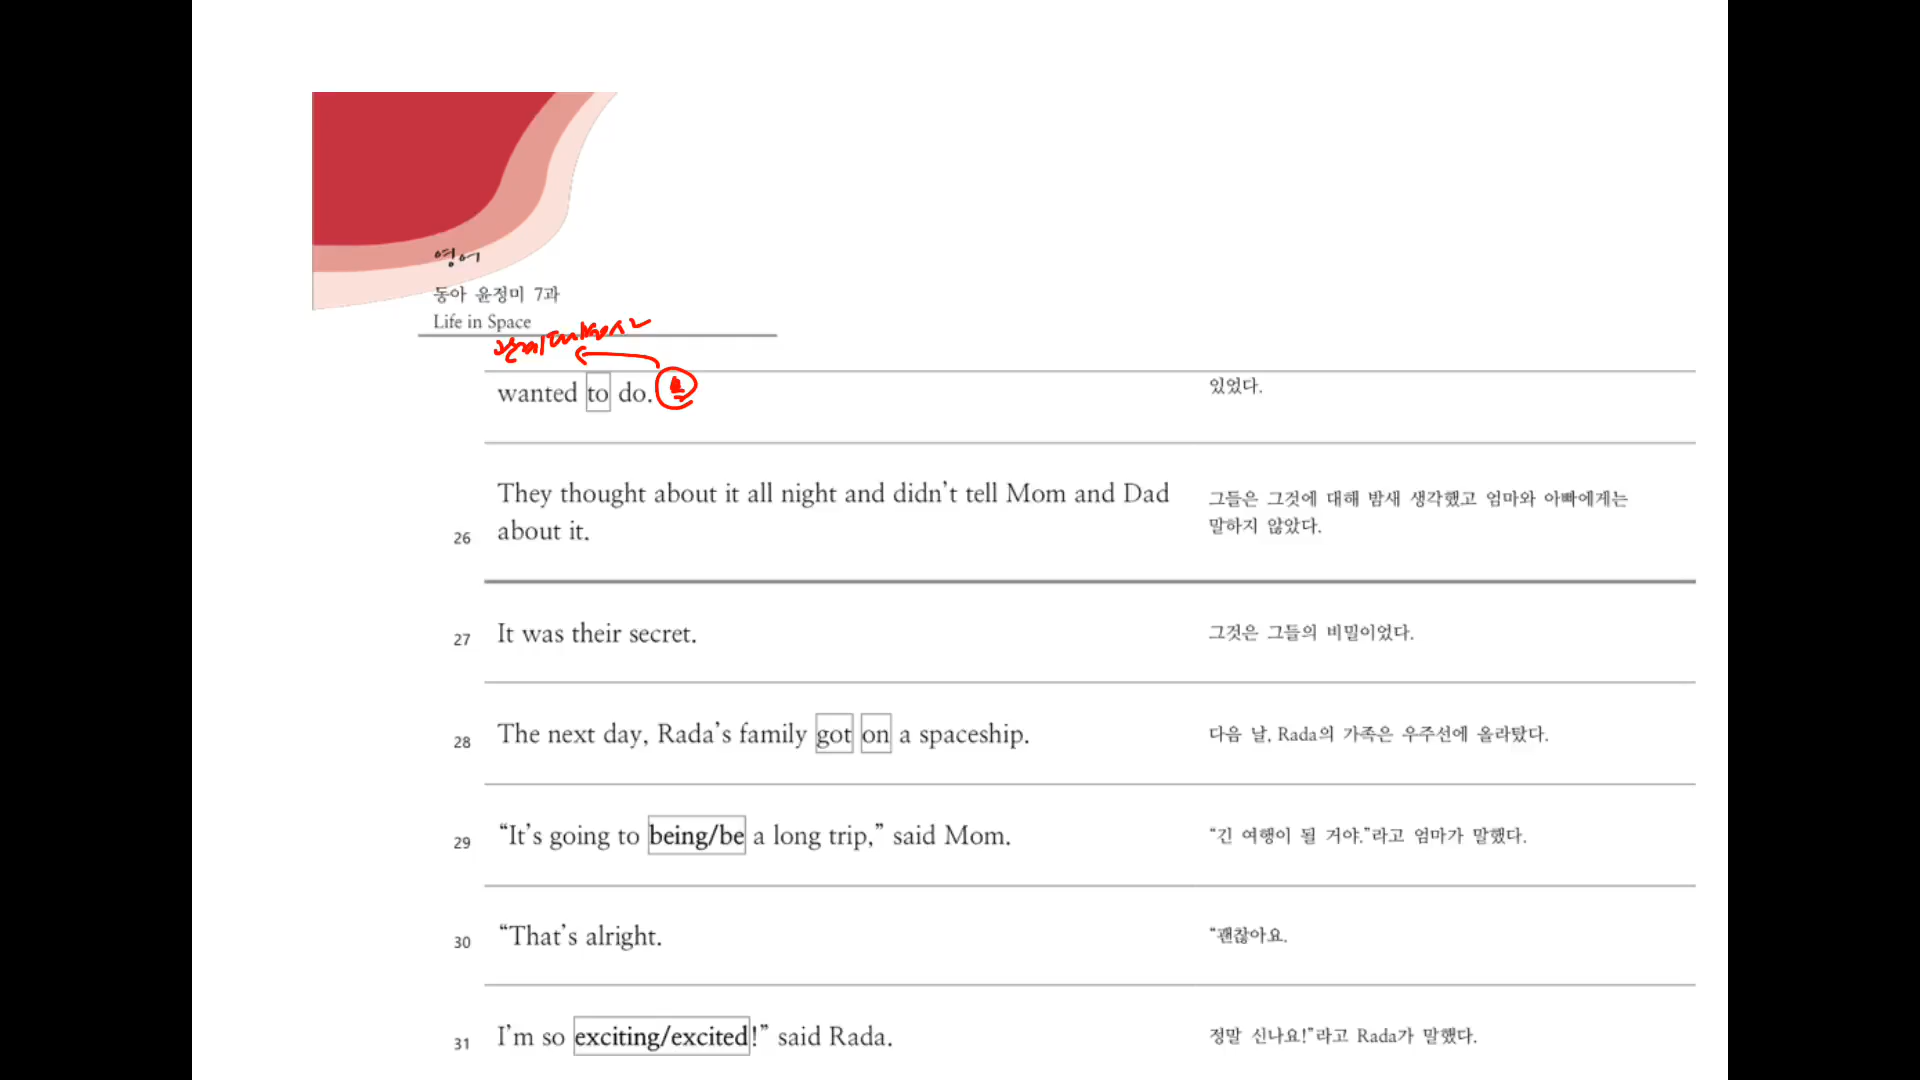 영어
동아 윤정미 7과
Life in Space
관계대명사
wanted to do.
있었다.
They thought about it all night and didn’t tell Mom and Dad
그들은 그것에 대해 밤새 생각했고 엄마와 아빠에게는
26 about it.
말하지 않았다.
27 It was their secret.
그것은 그들의 비밀이었다.
28 The next day, Rada’s family got on a spaceship.
다음 날, Rada의 가족은 우주선에 올라탔다.
29 “It’s going to being/be a long trip,” said Mom.
“긴 여행이 될 거야.”라고 엄마가 말했다.
30 “That’s alright.
“괜찮아요.
31 I’m so exciting/excited!” said Rada.
정말 신나요!”라고 Rada가 말했다.